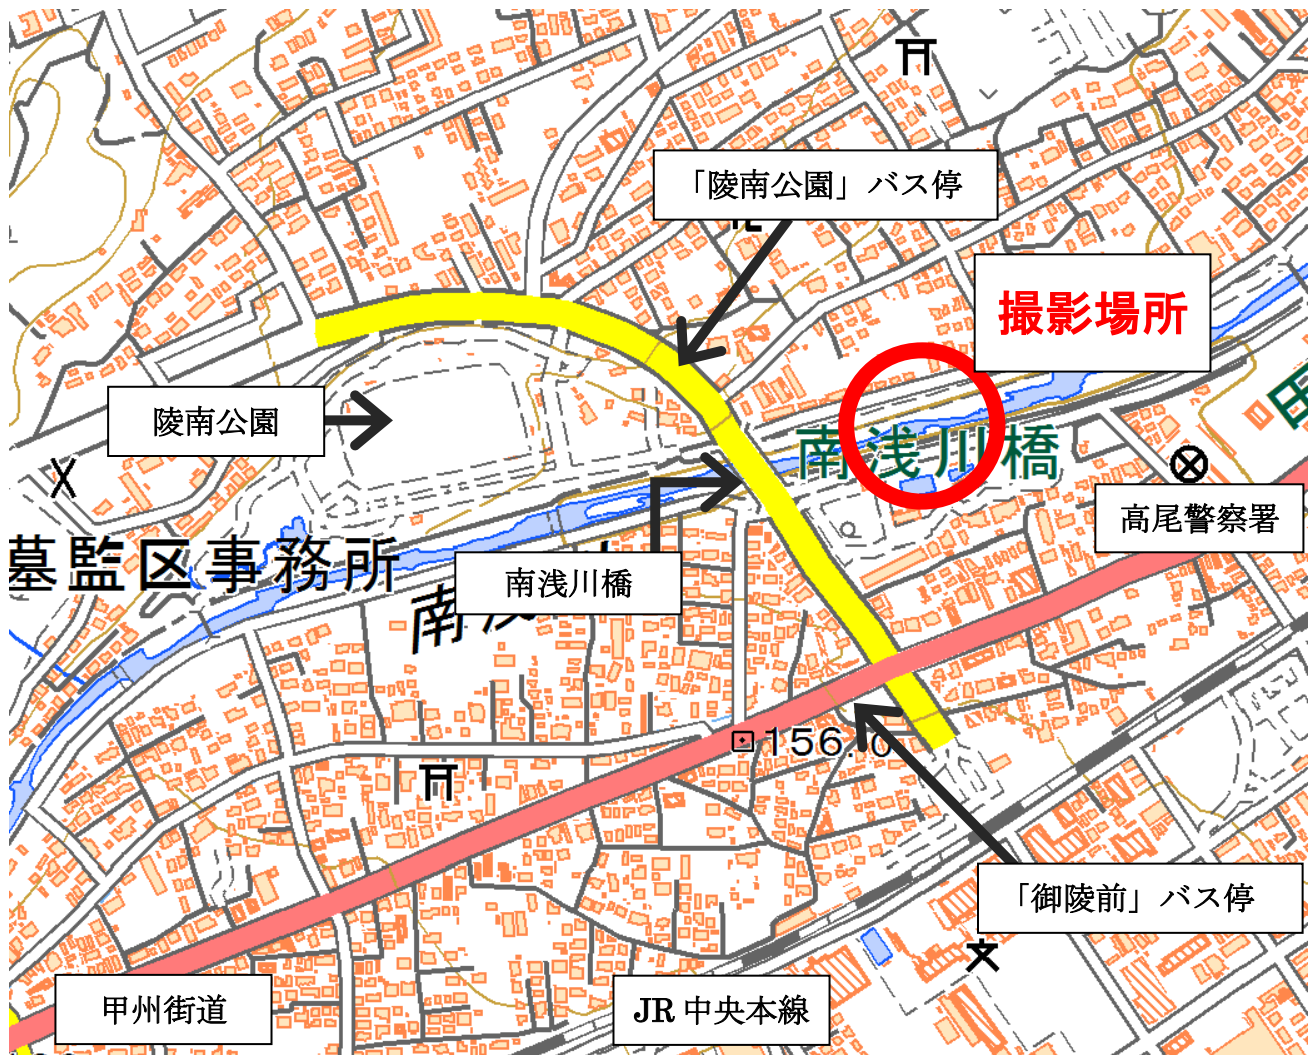 「陵南公園」バス停
撮影場所
陵南公園
南浅川橋
高尾警察署
墓監区事務所
南浅川橋
南浅
156.0
「御陵前」バス停
甲州街道
JR 中央本線